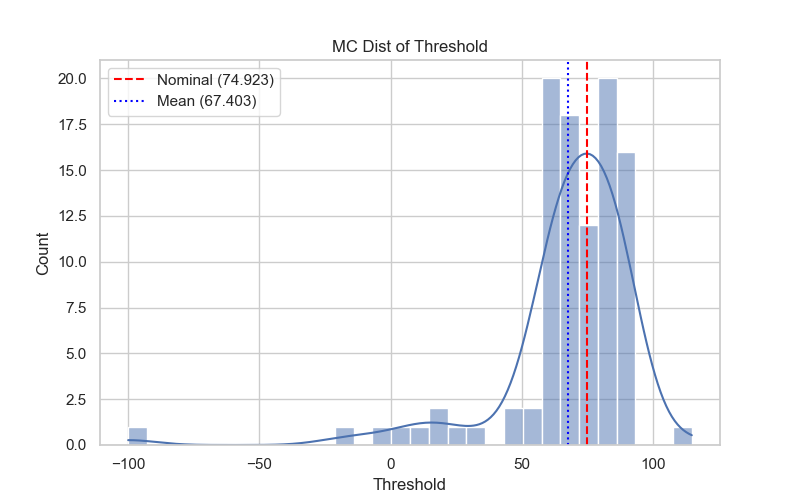 MC Dist of Threshold
Nominal (74.923)
Mean (67.403)
20.0
17.5
15.0
12.5
10.0
7.5
5.0
2.5
0.0
Count
−100
−50
0
50
100
Threshold